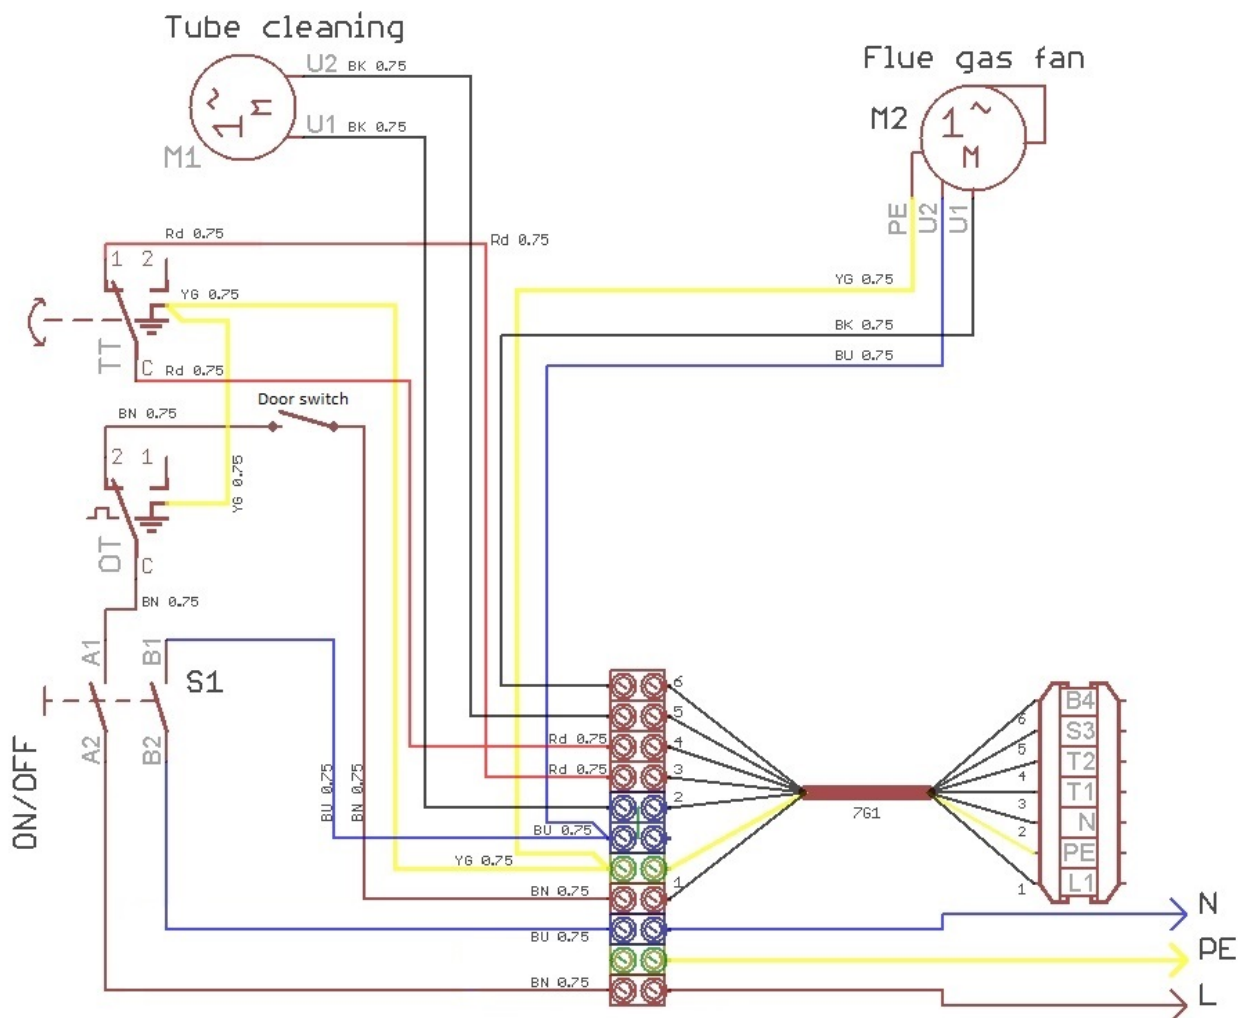 Tube cleaning
Flue gas fan
U2 BK 0.75
1~
M
M1
U1 BK 0.75
M2
1~
M
PE
U2
U1
Rd 0.75
Rd 0.75
1 2
YG 0.75
YG 0.75
BK 0.75
BU 0.75
TT
C
Rd 0.75
BN 0.75
Door switch
2 1
YG 0.75
OT
C
BN 0.75
A1
B1
S1
A2
B2
ON/OFF
BU 0.75
BN 0.75
Rd 0.75
Rd 0.75
BU 0.75
YG 0.75
BN 0.75
BU 0.75
BN 0.75
6
5
4
3
2
1
7G1
6
5
4
3
2
1
B4
S3
T2
T1
N
PE
L1
N
PE
L